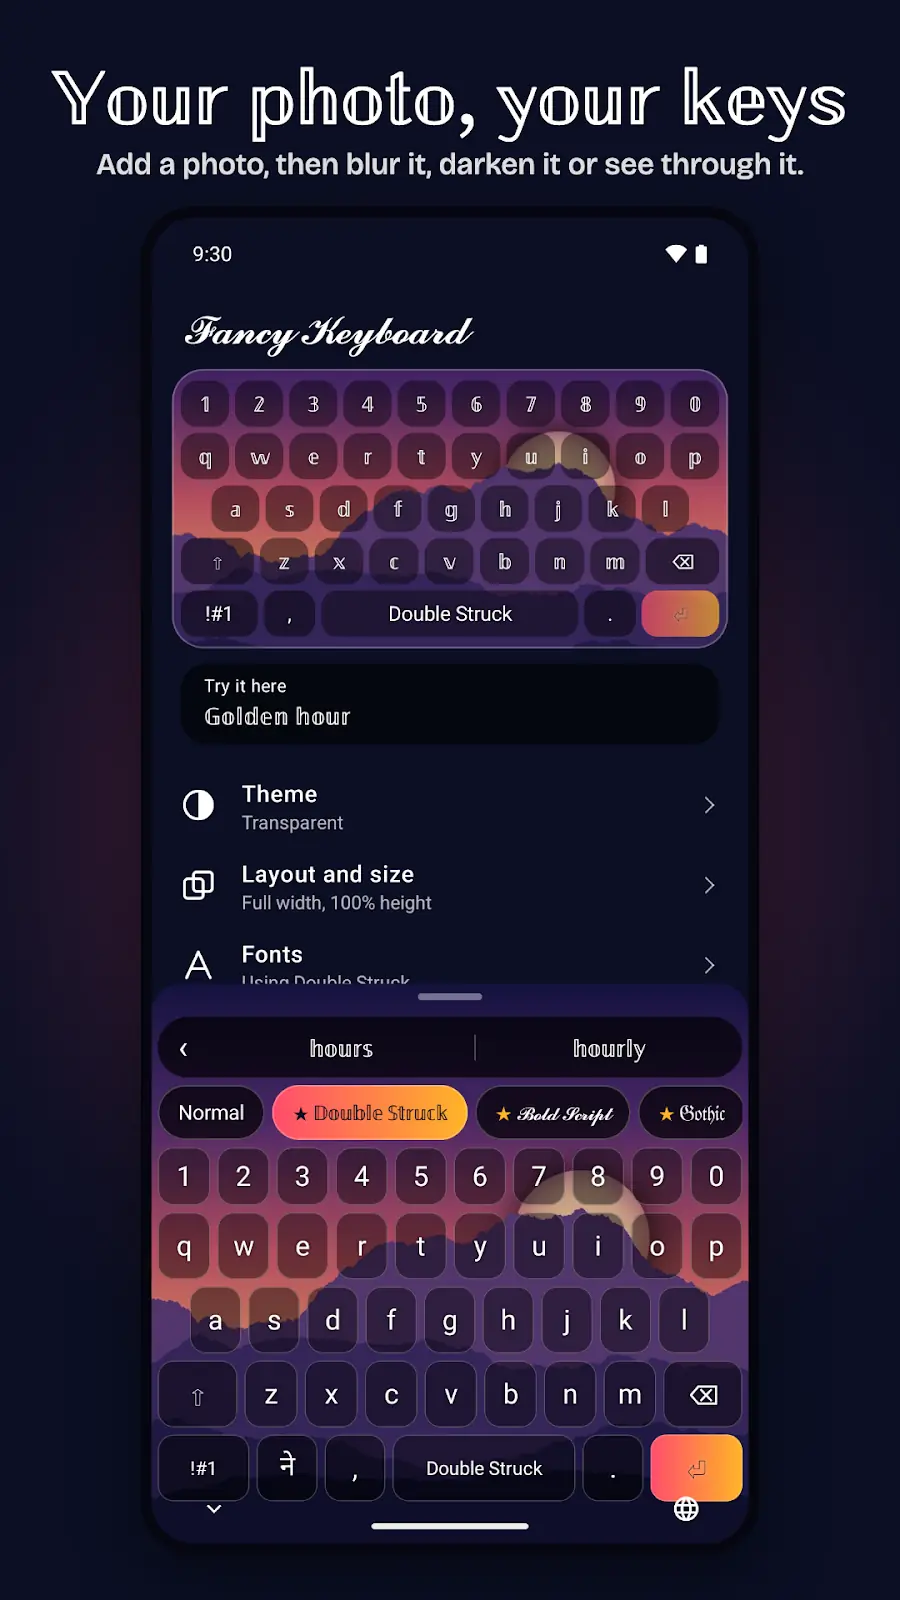 Your photo, your keys
Add a photo, then blur it, darken it or see through it.
9:30
Fancy Keyboard
1 2 3 4 5 6 7 8 9 0
q w e r t y u i o p
a s d f g h j k l
z x c v b n m
!#1 , Double Struck .
Try it here
Golden hour
Theme
Transparent
Layout and size
Full width, 100% height
Fonts
Using Double Struck
hours hourly
Normal ★ Double Struck ★ Bold Script ★ Gothic
1 2 3 4 5 6 7 8 9 0
q w e r t y u i o p
a s d f g h j k l
z x c v b n m
!#1 ने , Double Struck .